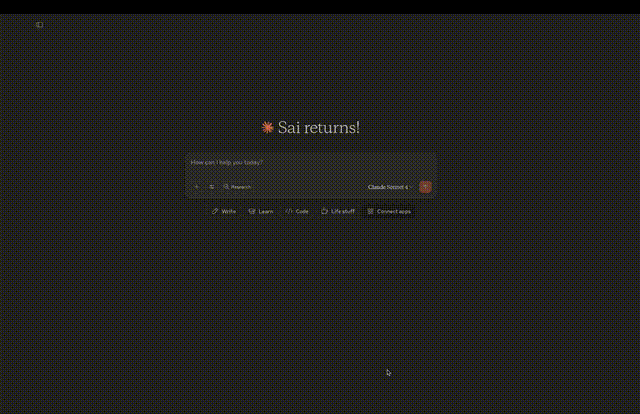 Sai returns!
How can I help you today?
Research
Claude Sonnet 4
Write
Learn
Code
Life stuff
Connect apps